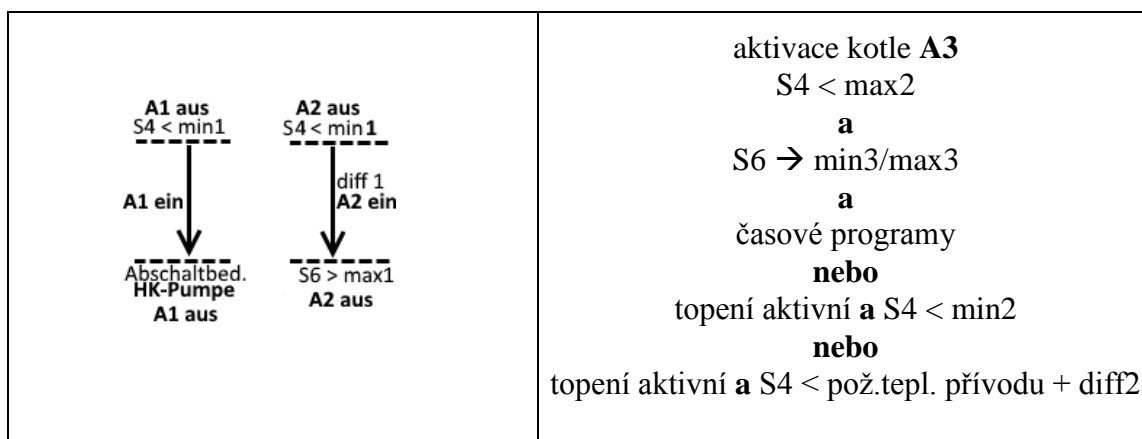 A1 aus
S4 < min1
A1 ein
Abschaltbed.
HK-Pumpe
A1 aus
A2 aus
S4 < min1
diff 1
A2 ein
S6 > max1
A2 aus
aktivace kotle A3
S4 < max2
a
S6 → min3/max3
a
časové programy
nebo
topení aktivní a S4 < min2
nebo
topení aktivní a S4 < pož.tepl. přívodu + diff2